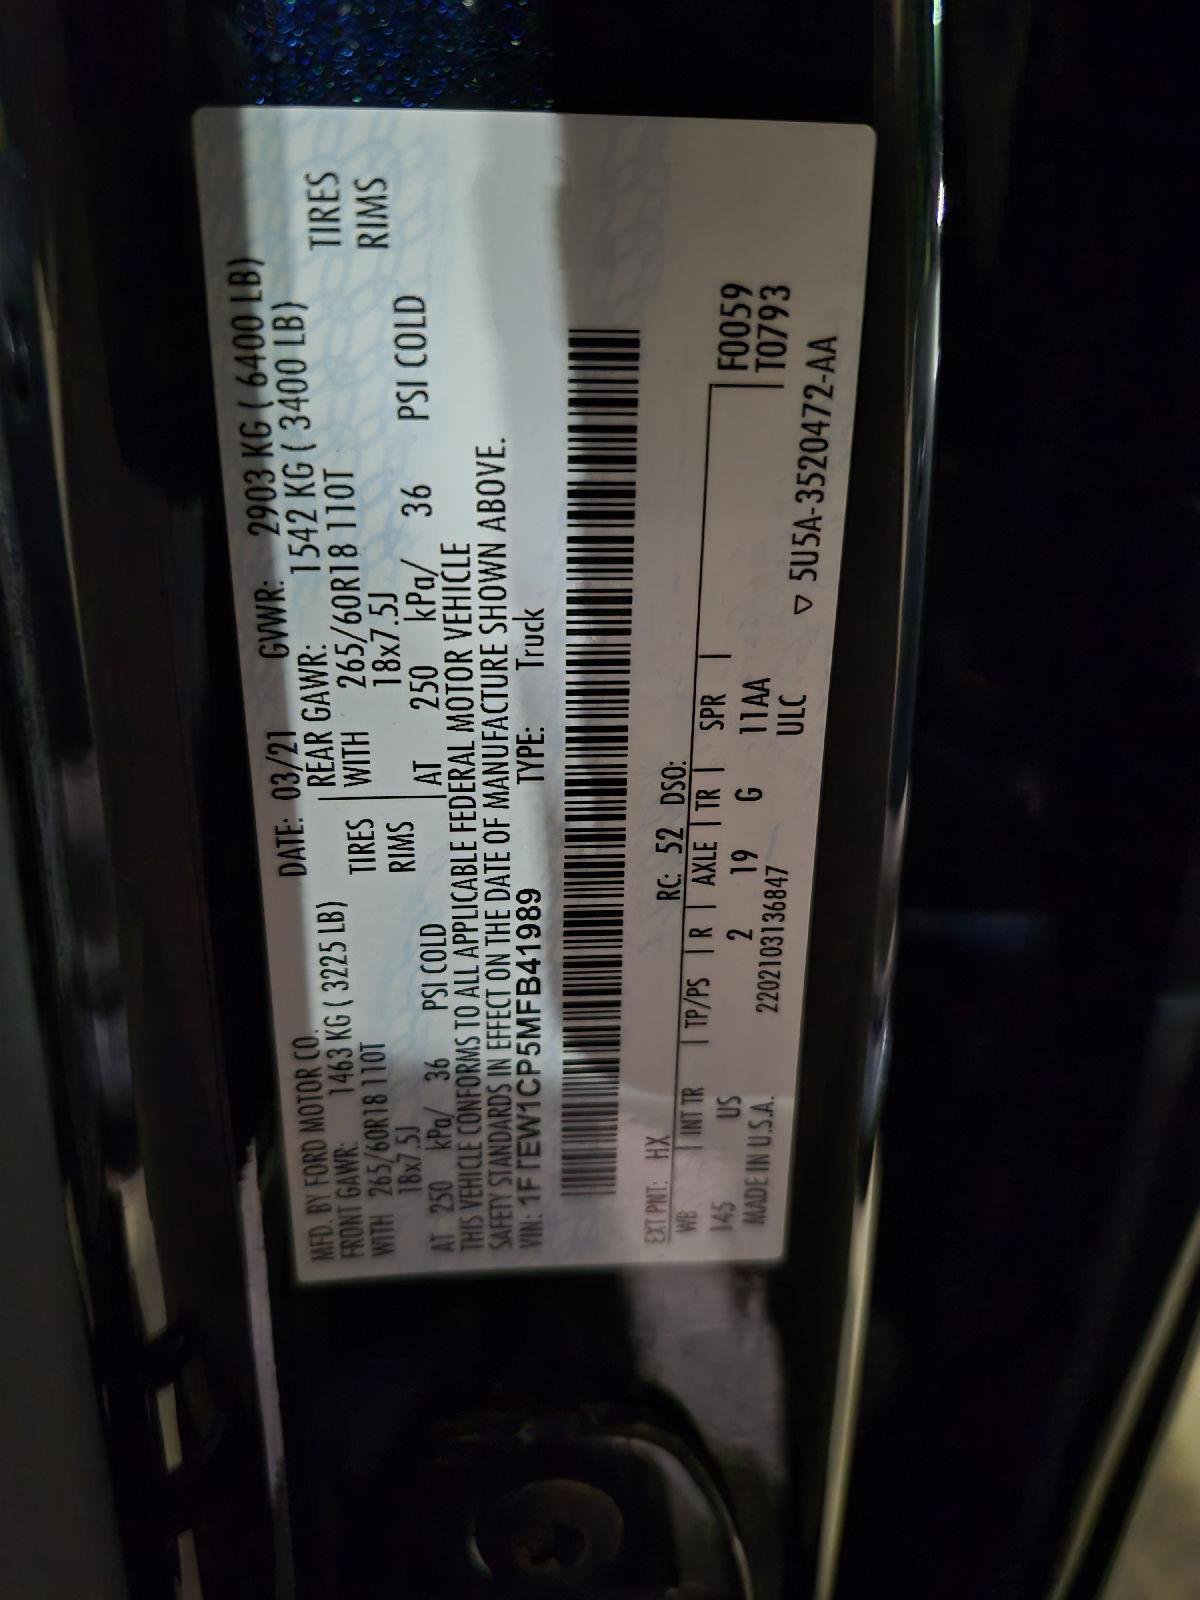 MFD. BY FORD MOTOR CO.
DATE: 03/21 GVWR: 2903 KG ( 6400 LB)
FRONT GAWR: 1463 KG ( 3225 LB) REAR GAWR: 1542 KG ( 3400 LB)
WITH 265/60R18 110T TIRES WITH 265/60R18 110T TIRES
18x7.5J RIMS 18x7.5J RIMS
AT 250 kPa/ 36 PSI COLD AT 250 kPa/ 36 PSI COLD
THIS VEHICLE CONFORMS TO ALL APPLICABLE FEDERAL MOTOR VEHICLE
SAFETY STANDARDS IN EFFECT ON THE DATE OF MANUFACTURE SHOWN ABOVE.
VIN: 1FTEW1CP5MFB41989 TYPE: Truck
EXT PNT: HX RC: 52 DSO:
WB | INT TR | TP/PS | R | AXLE | TR | SPR | F0059
145 US 2 19 G 11AA T0793
ULC
MADE IN U.S.A. 2202103136847
▽ 5U5A-3520472-AA